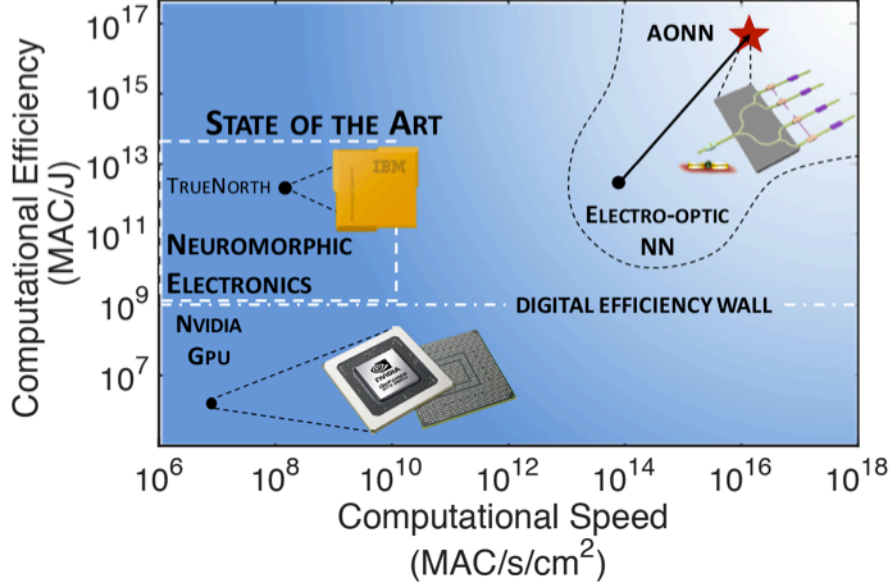 Computational Efficiency
(MAC/J)
10^17
10^15
10^13
10^11
10^9
10^7
AONN
STATE OF THE ART
IBM
TRUENORTH
ELECTRO-OPTIC
NN
NEUROMORPHIC
ELECTRONICS
DIGITAL EFFICIENCY WALL
NVIDIA
GPU
NVIDIA
10^6
10^8
10^10
10^12
10^14
10^16
10^18
Computational Speed
(MAC/s/cm^2)